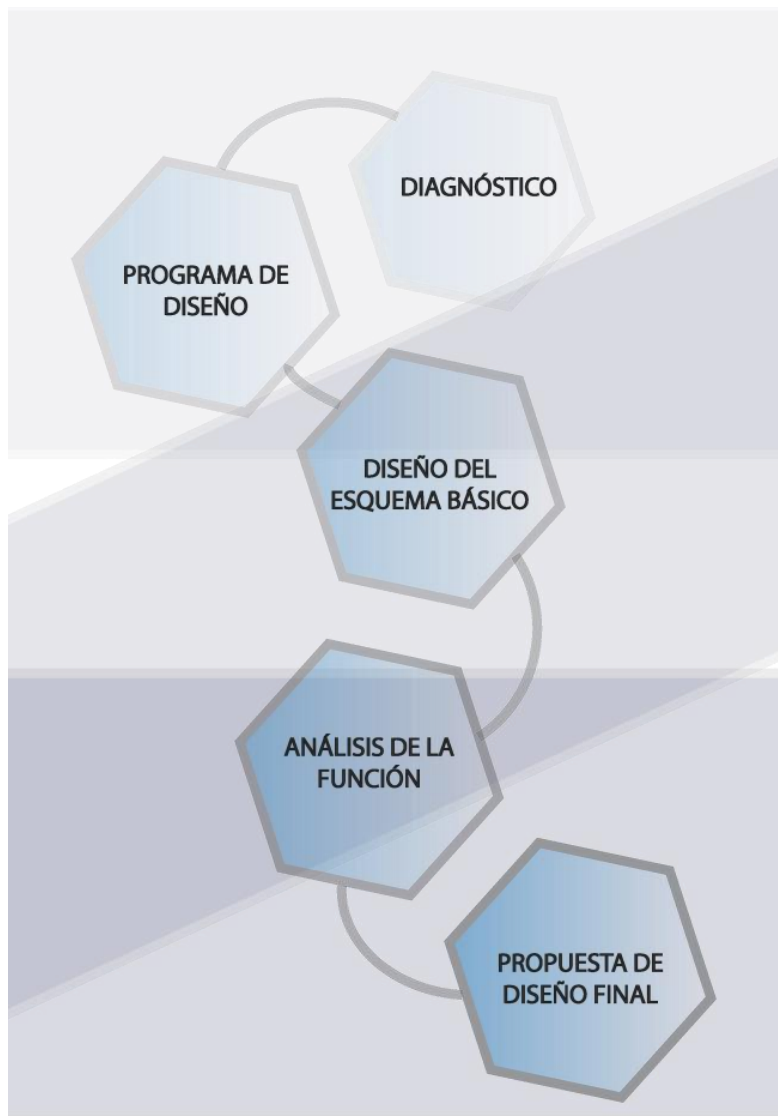 DIAGNÓSTICO
PROGRAMA DE
DISEÑO
DISEÑO DEL
ESQUEMA BÁSICO
ANÁLISIS DE LA
FUNCIÓN
PROPUESTA DE
DISEÑO FINAL